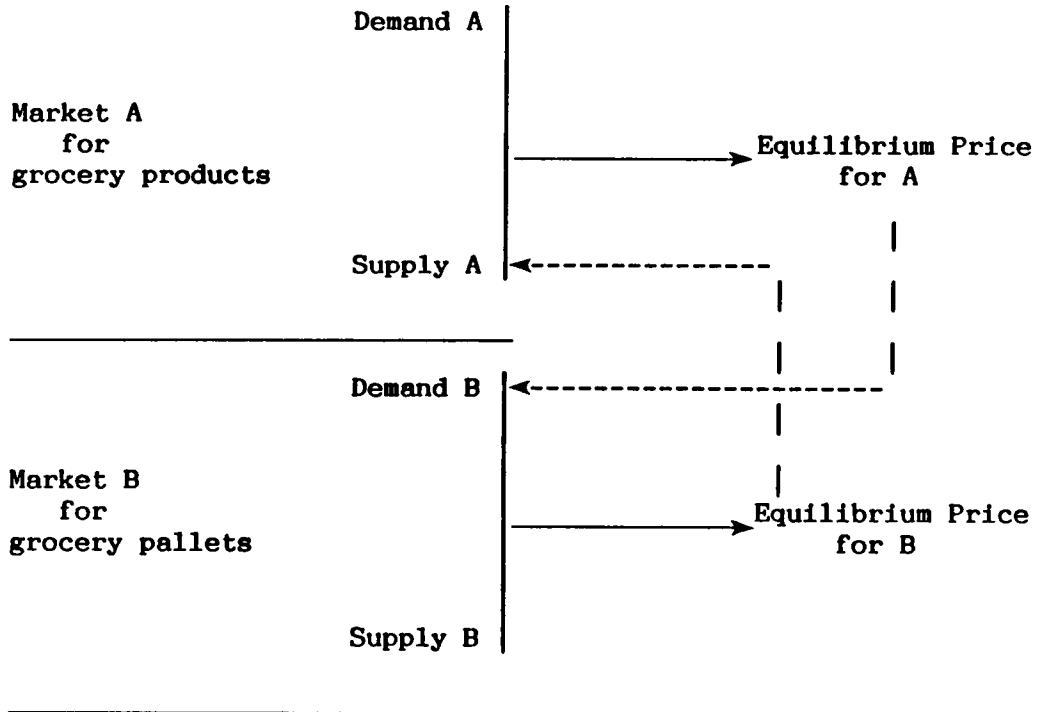 Demand A
Market A
for
grocery products
Equilibrium Price
for A
Supply A
Demand B
Market B
for
grocery pallets
Equilibrium Price
for B
Supply B